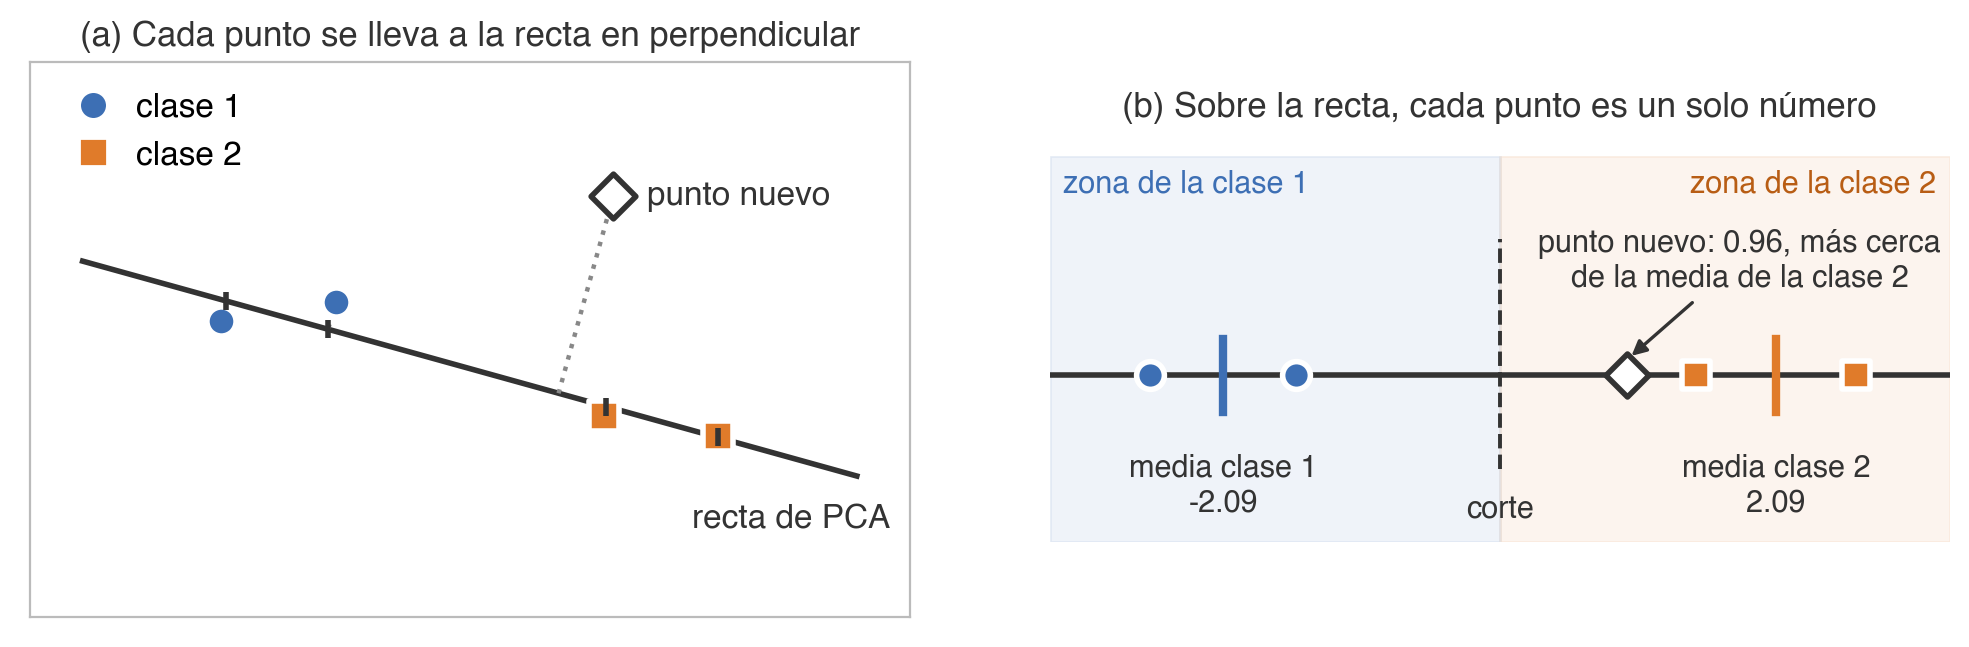 (a) Cada punto se lleva a la recta en perpendicular
clase 1
clase 2
punto nuevo
recta de PCA
(b) Sobre la recta, cada punto es un solo número
zona de la clase 1
zona de la clase 2
punto nuevo: 0.96, más cerca
de la media de la clase 2
media clase 1
-2.09
corte
media clase 2
2.09